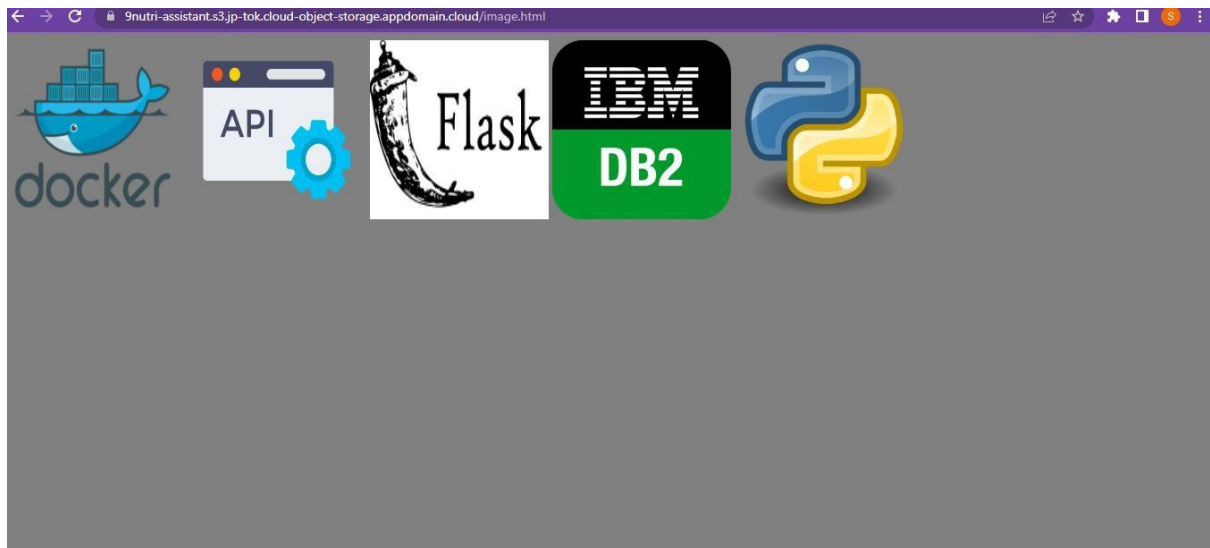 9nutri-assistant.s3.jp-tok.cloud-object-storage.appdomain.cloud/image.html
S
docker
API
Flask
IBM
DB2